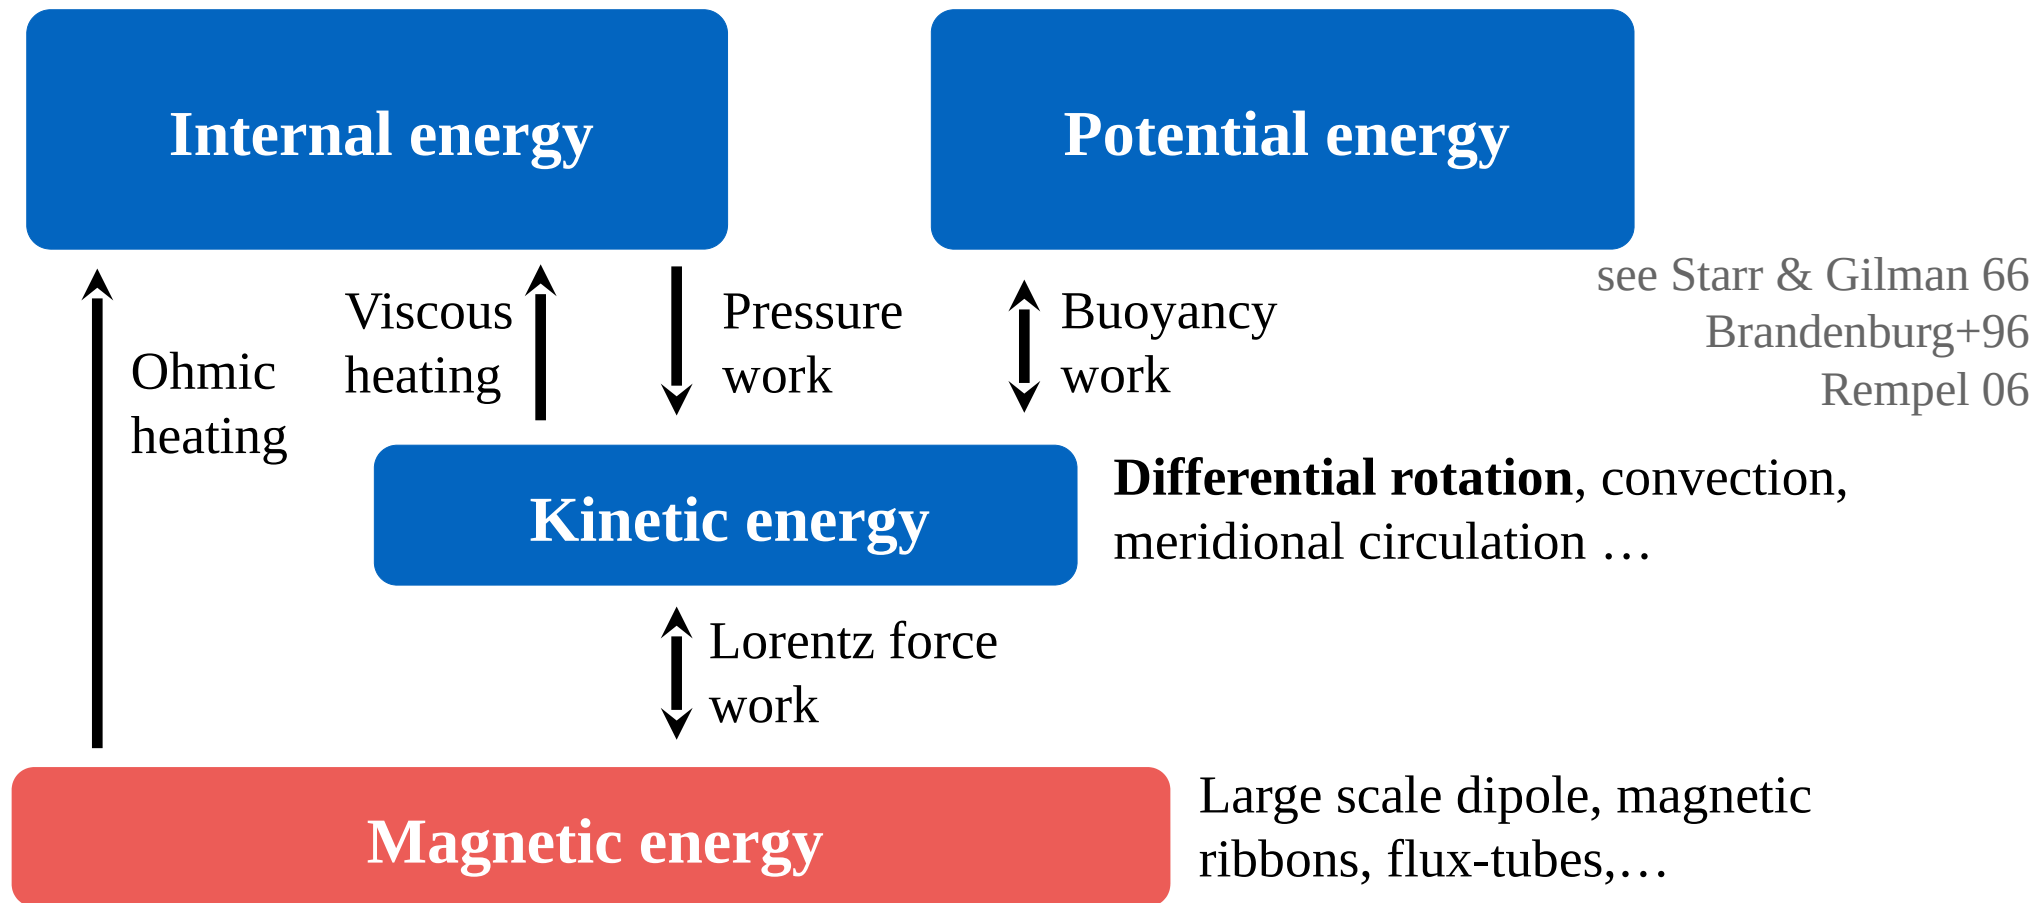 Internal energy
Potential energy
see Starr & Gilman 66
Brandenburg+96
Rempel 06
Ohmic
heating
Viscous
heating
Pressure
work
Buoyancy
work
Kinetic energy
Differential rotation, convection,
meridional circulation …
Lorentz force
work
Magnetic energy
Large scale dipole, magnetic
ribbons, flux-tubes,…